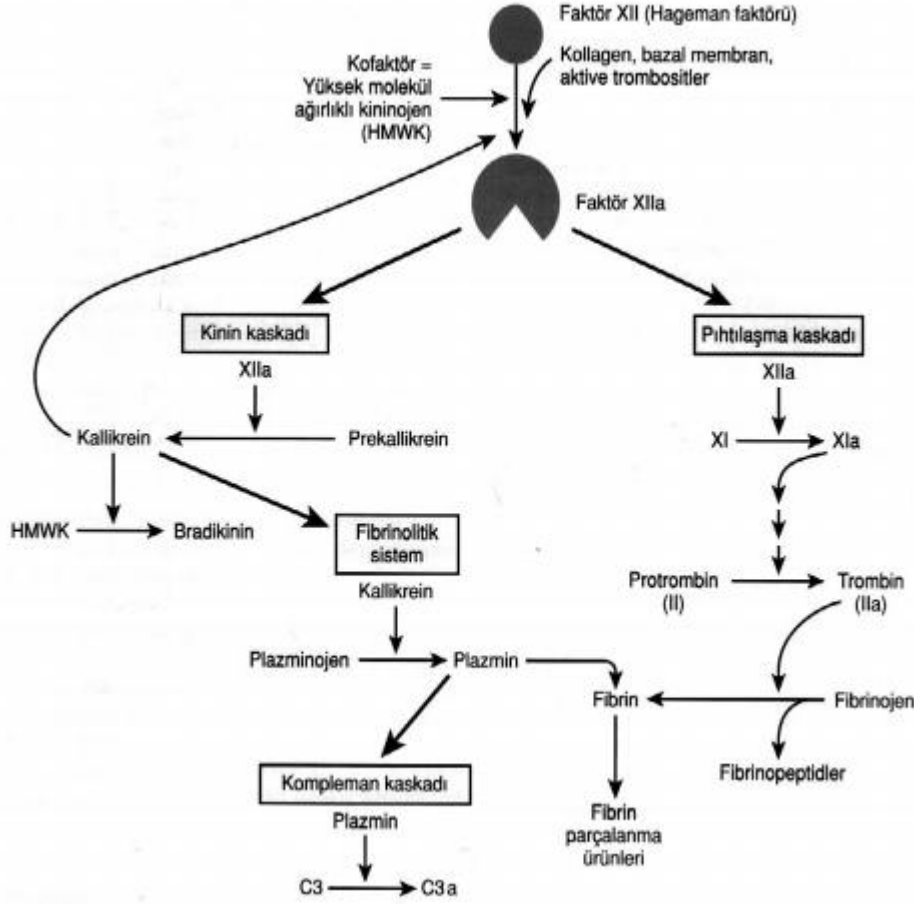 Faktör XII (Hageman faktörü)
Kofaktör =
Yüksek molekül
ağırlıklı kininojen
(HMWK)
Kollagen, bazal membran,
aktive trombositler
Faktör XIIa
Kinin kaskadı
Pıhtılaşma kaskadı
XIIa
XIIa
Kallikrein
Prekallikrein
XI
XIa
HMWK
Bradikinin
Fibrinolitik
sistem
Kallikrein
Protrombin
(II)
Trombin
(IIa)
Plazminojen
Plazmin
Fibrin
Fibrinojen
Fibrinopeptidler
Kompleman kaskadı
Plazmin
Fibrin
parçalanma
ürünleri
C3
C3a